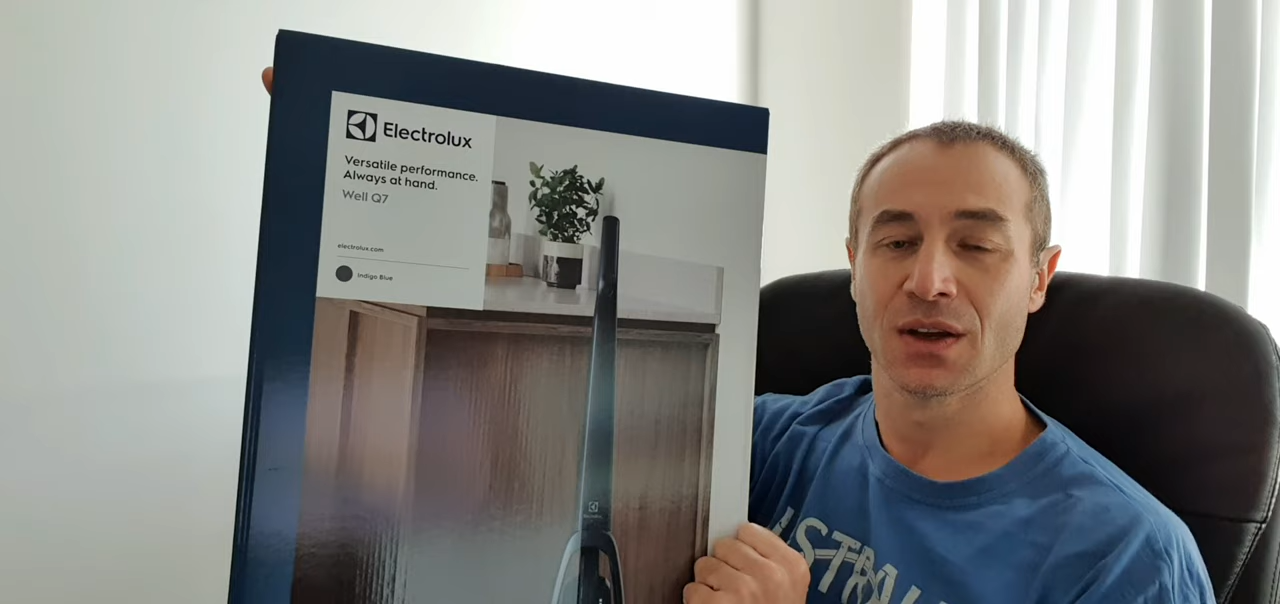 Electrolux
Versatile performance.
Always at hand.
Well Q7
electrolux.com
Indigo Blue